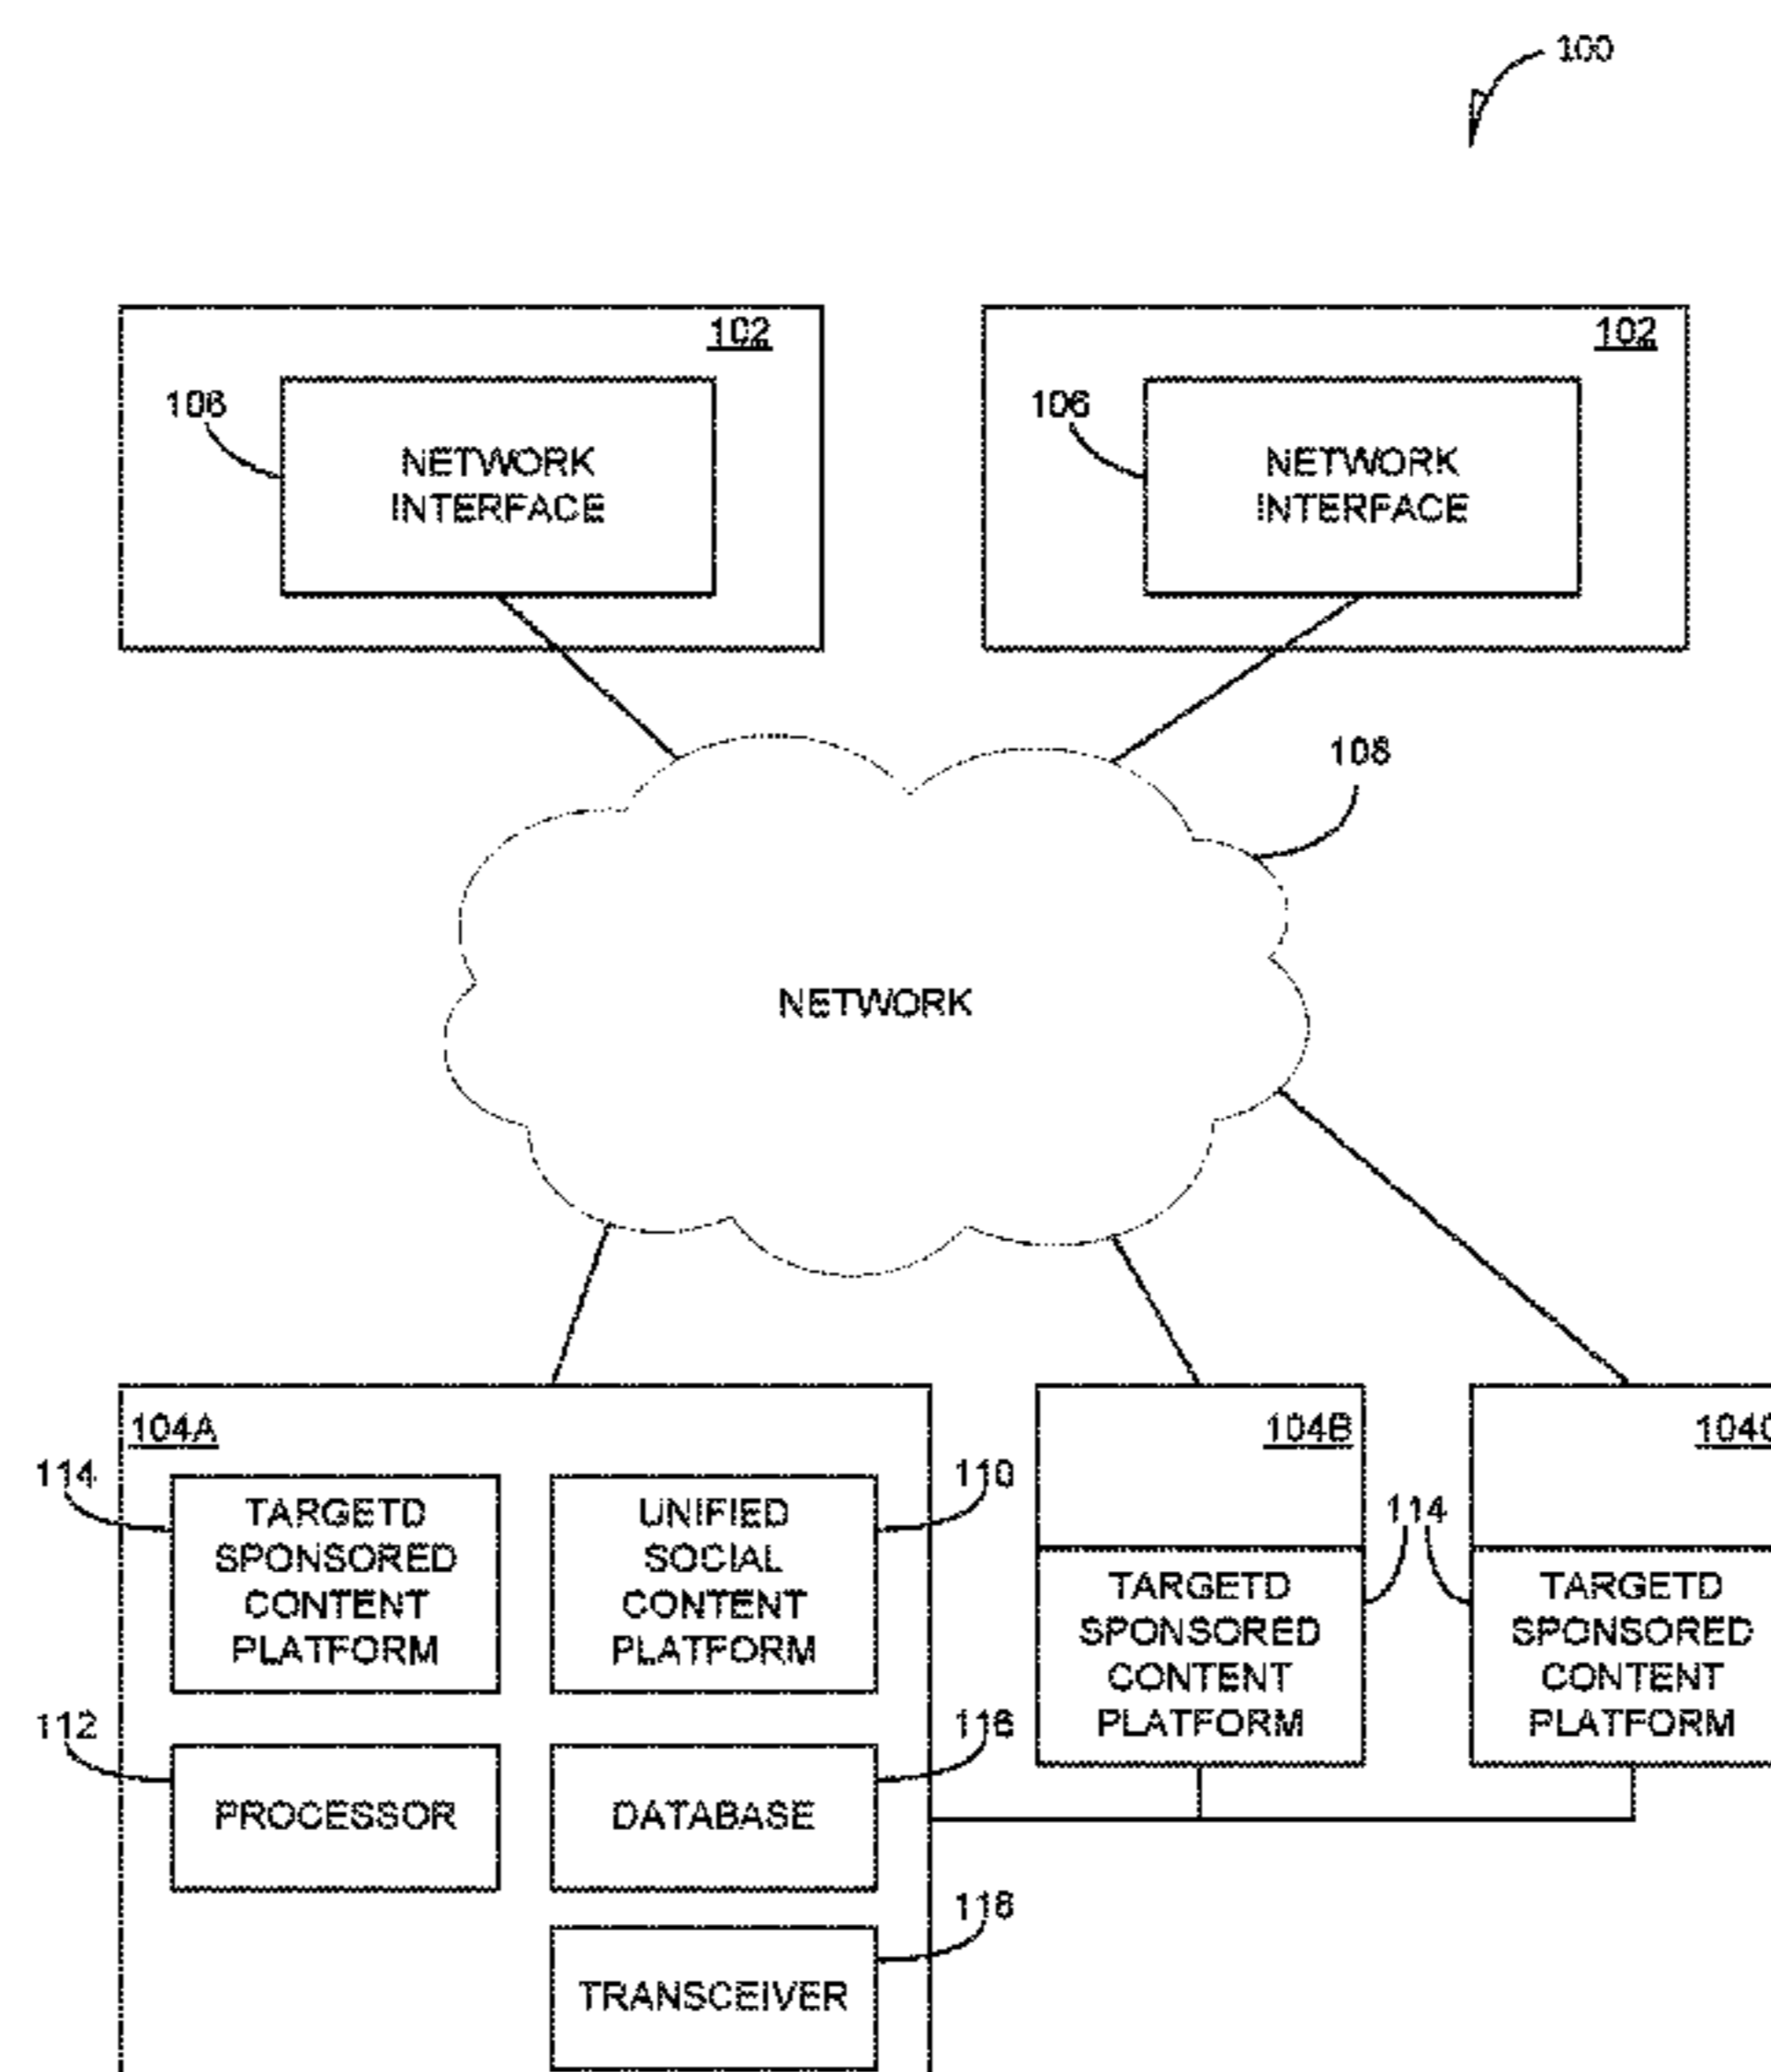 100
102
102
106
106
NETWORK
INTERFACE
NETWORK
INTERFACE
108
NETWORK
104A
104B
114
TARGETD
SPONSORED
CONTENT
PLATFORM
UNIFIED
SOCIAL
CONTENT
PLATFORM
110
114
TARGETD
SPONSORED
CONTENT
PLATFORM
TARGETD
SPONSORED
CONTENT
PLATFORM
112
PROCESSOR
DATABASE
116
TRANSCEIVER
118